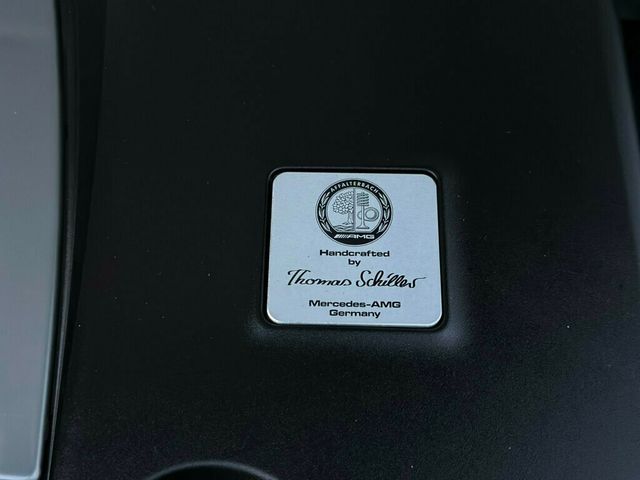 AFFALTERBACH
AMG
Handcrafted
by
Thomas Schiller
Mercedes-AMG
Germany